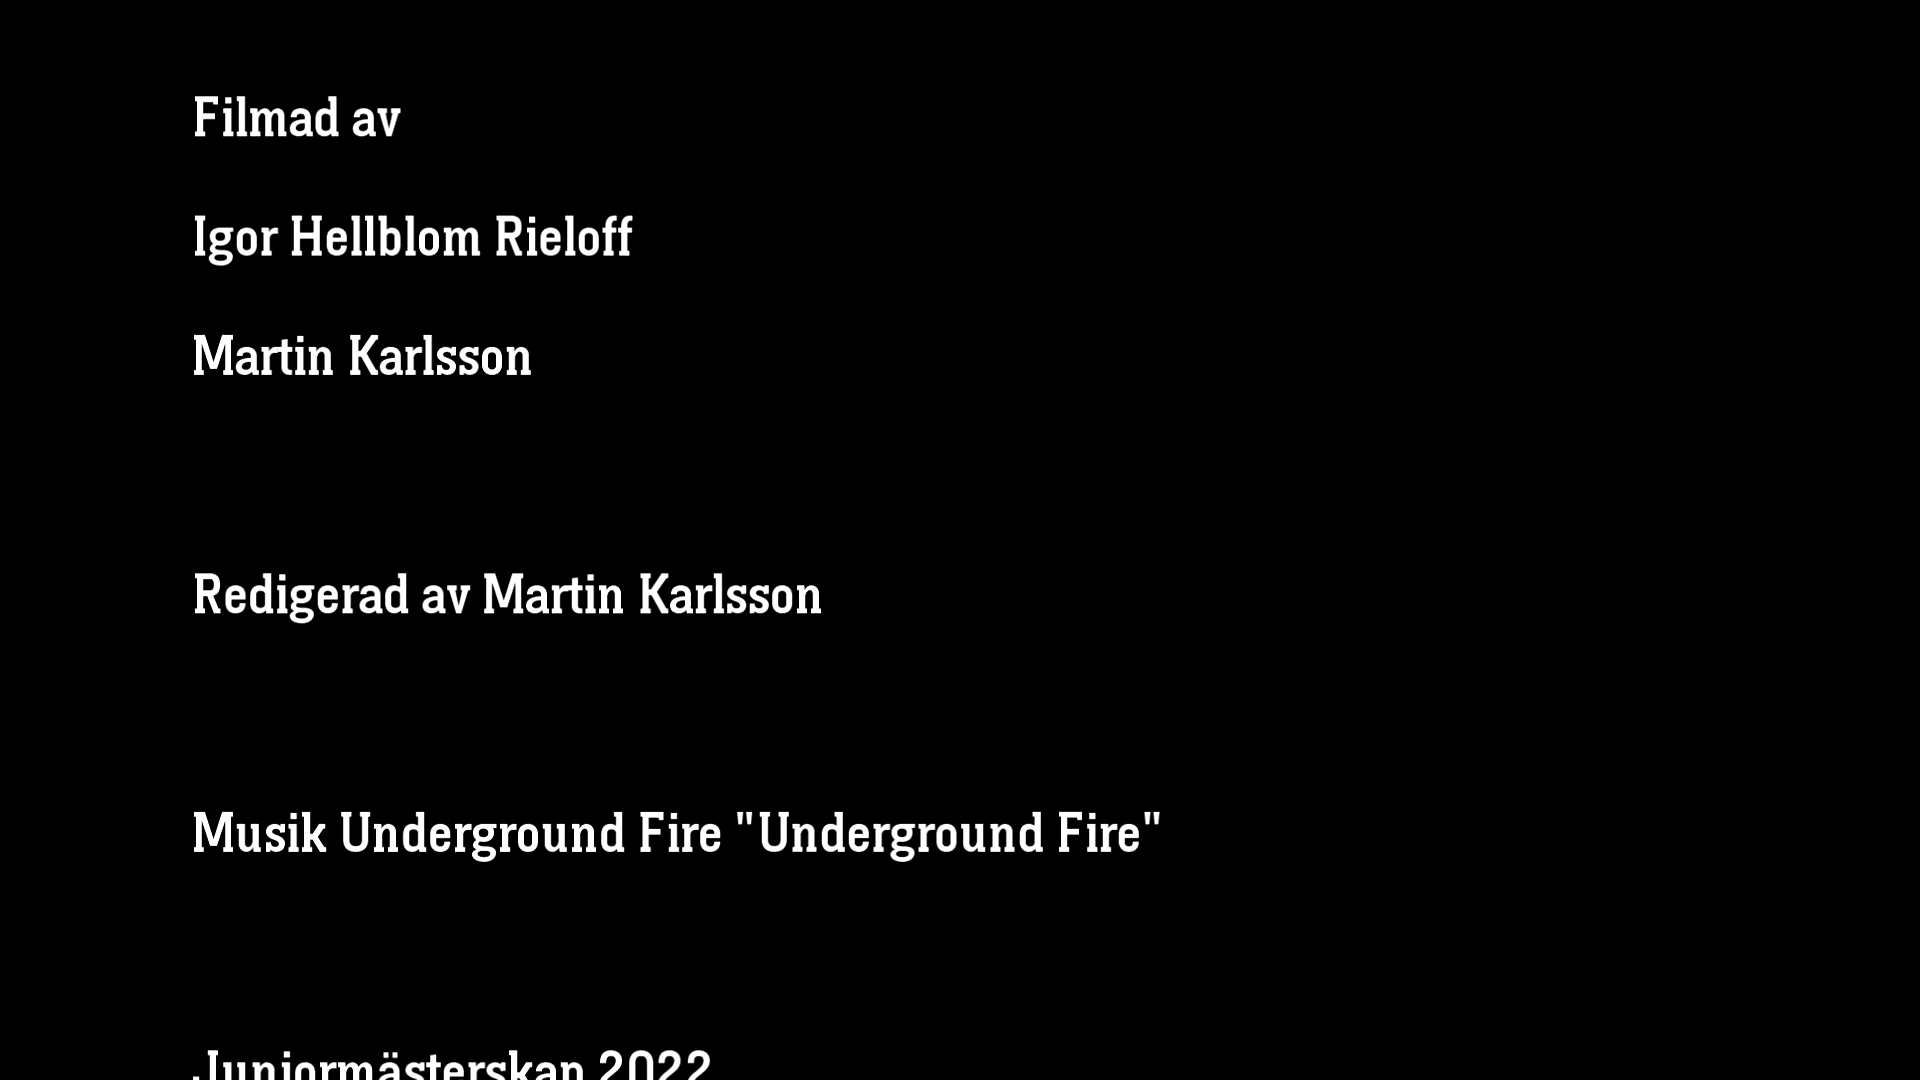 Filmad av
Igor Hellblom Rieloff
Martin Karlsson
Redigerad av Martin Karlsson
Musik Underground Fire "Underground Fire"
Juniormästerskap 2022